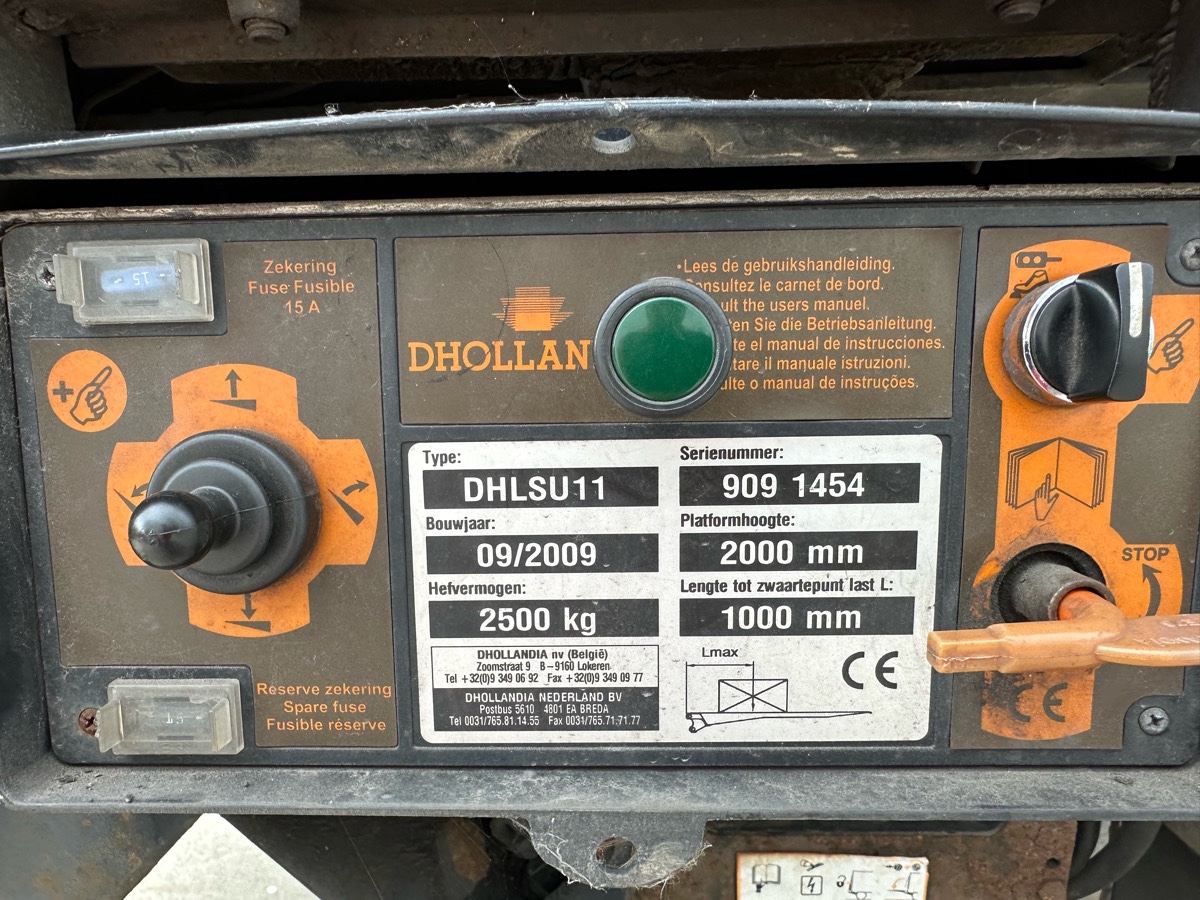 15
Zekering
Fuse Fusible
15 A
DHOLLAN
•Lees de gebruikshandleiding.
Consultez le carnet de bord.
the users manuel.
Sie die Betriebsanleitung.
el manual de instrucciones.
il manuale istruzioni.
o manual de instruções.
Type:
DHLSU11
Serienummer:
909 1454
Bouwjaar:
09/2009
Platformhoogte:
2000 mm
Hefvermogen:
2500 kg
Lengte tot zwaartepunt last L:
1000 mm
DHOLLANDIA nv (België)
Zoomstraat 9 B–9160 Lokeren
Tel +32(0)9 349 06 92 Fax +32(0)9 349 09 77
DHOLLANDIA NEDERLAND BV
Postbus 5610 4801 EA BREDA
Tel 0031/765.81.14.55 Fax 0031/765.71.71.77
Lmax
CE
STOP
CE
Reserve zekering
Spare fuse
Fusible réserve